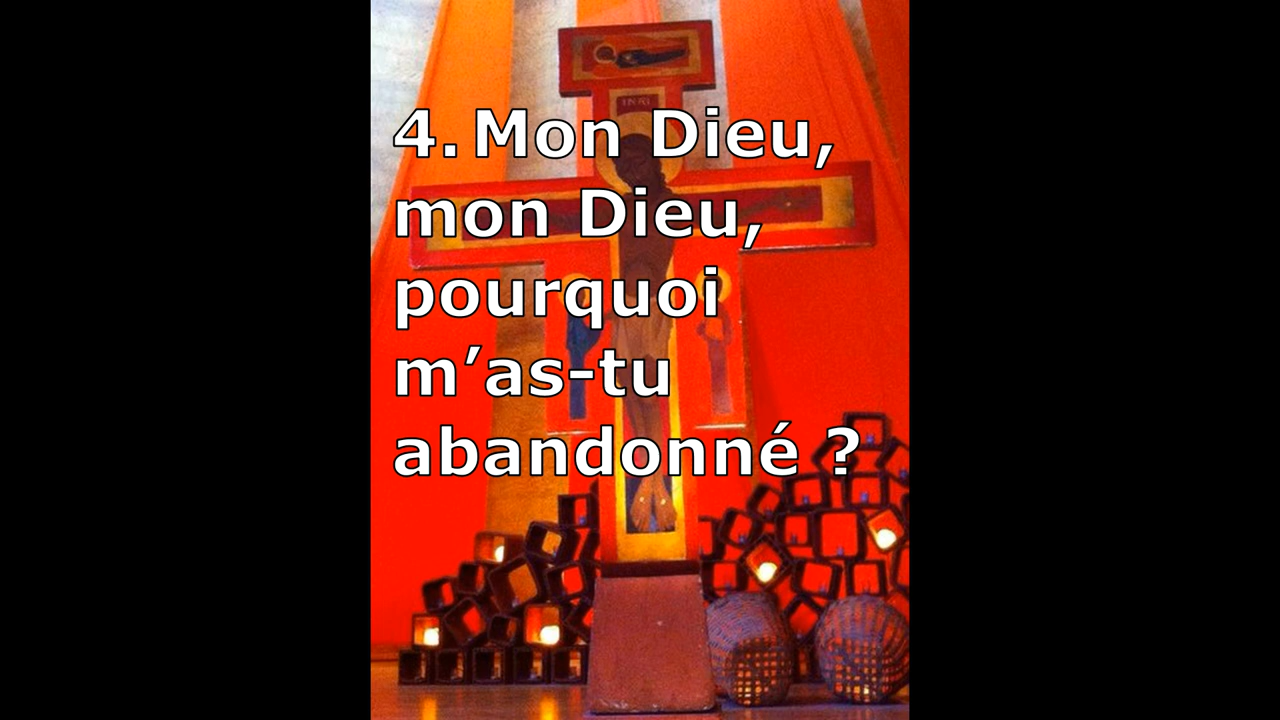 4. Mon Dieu,
mon Dieu,
pourquoi
m’as-tu
abandonné ?